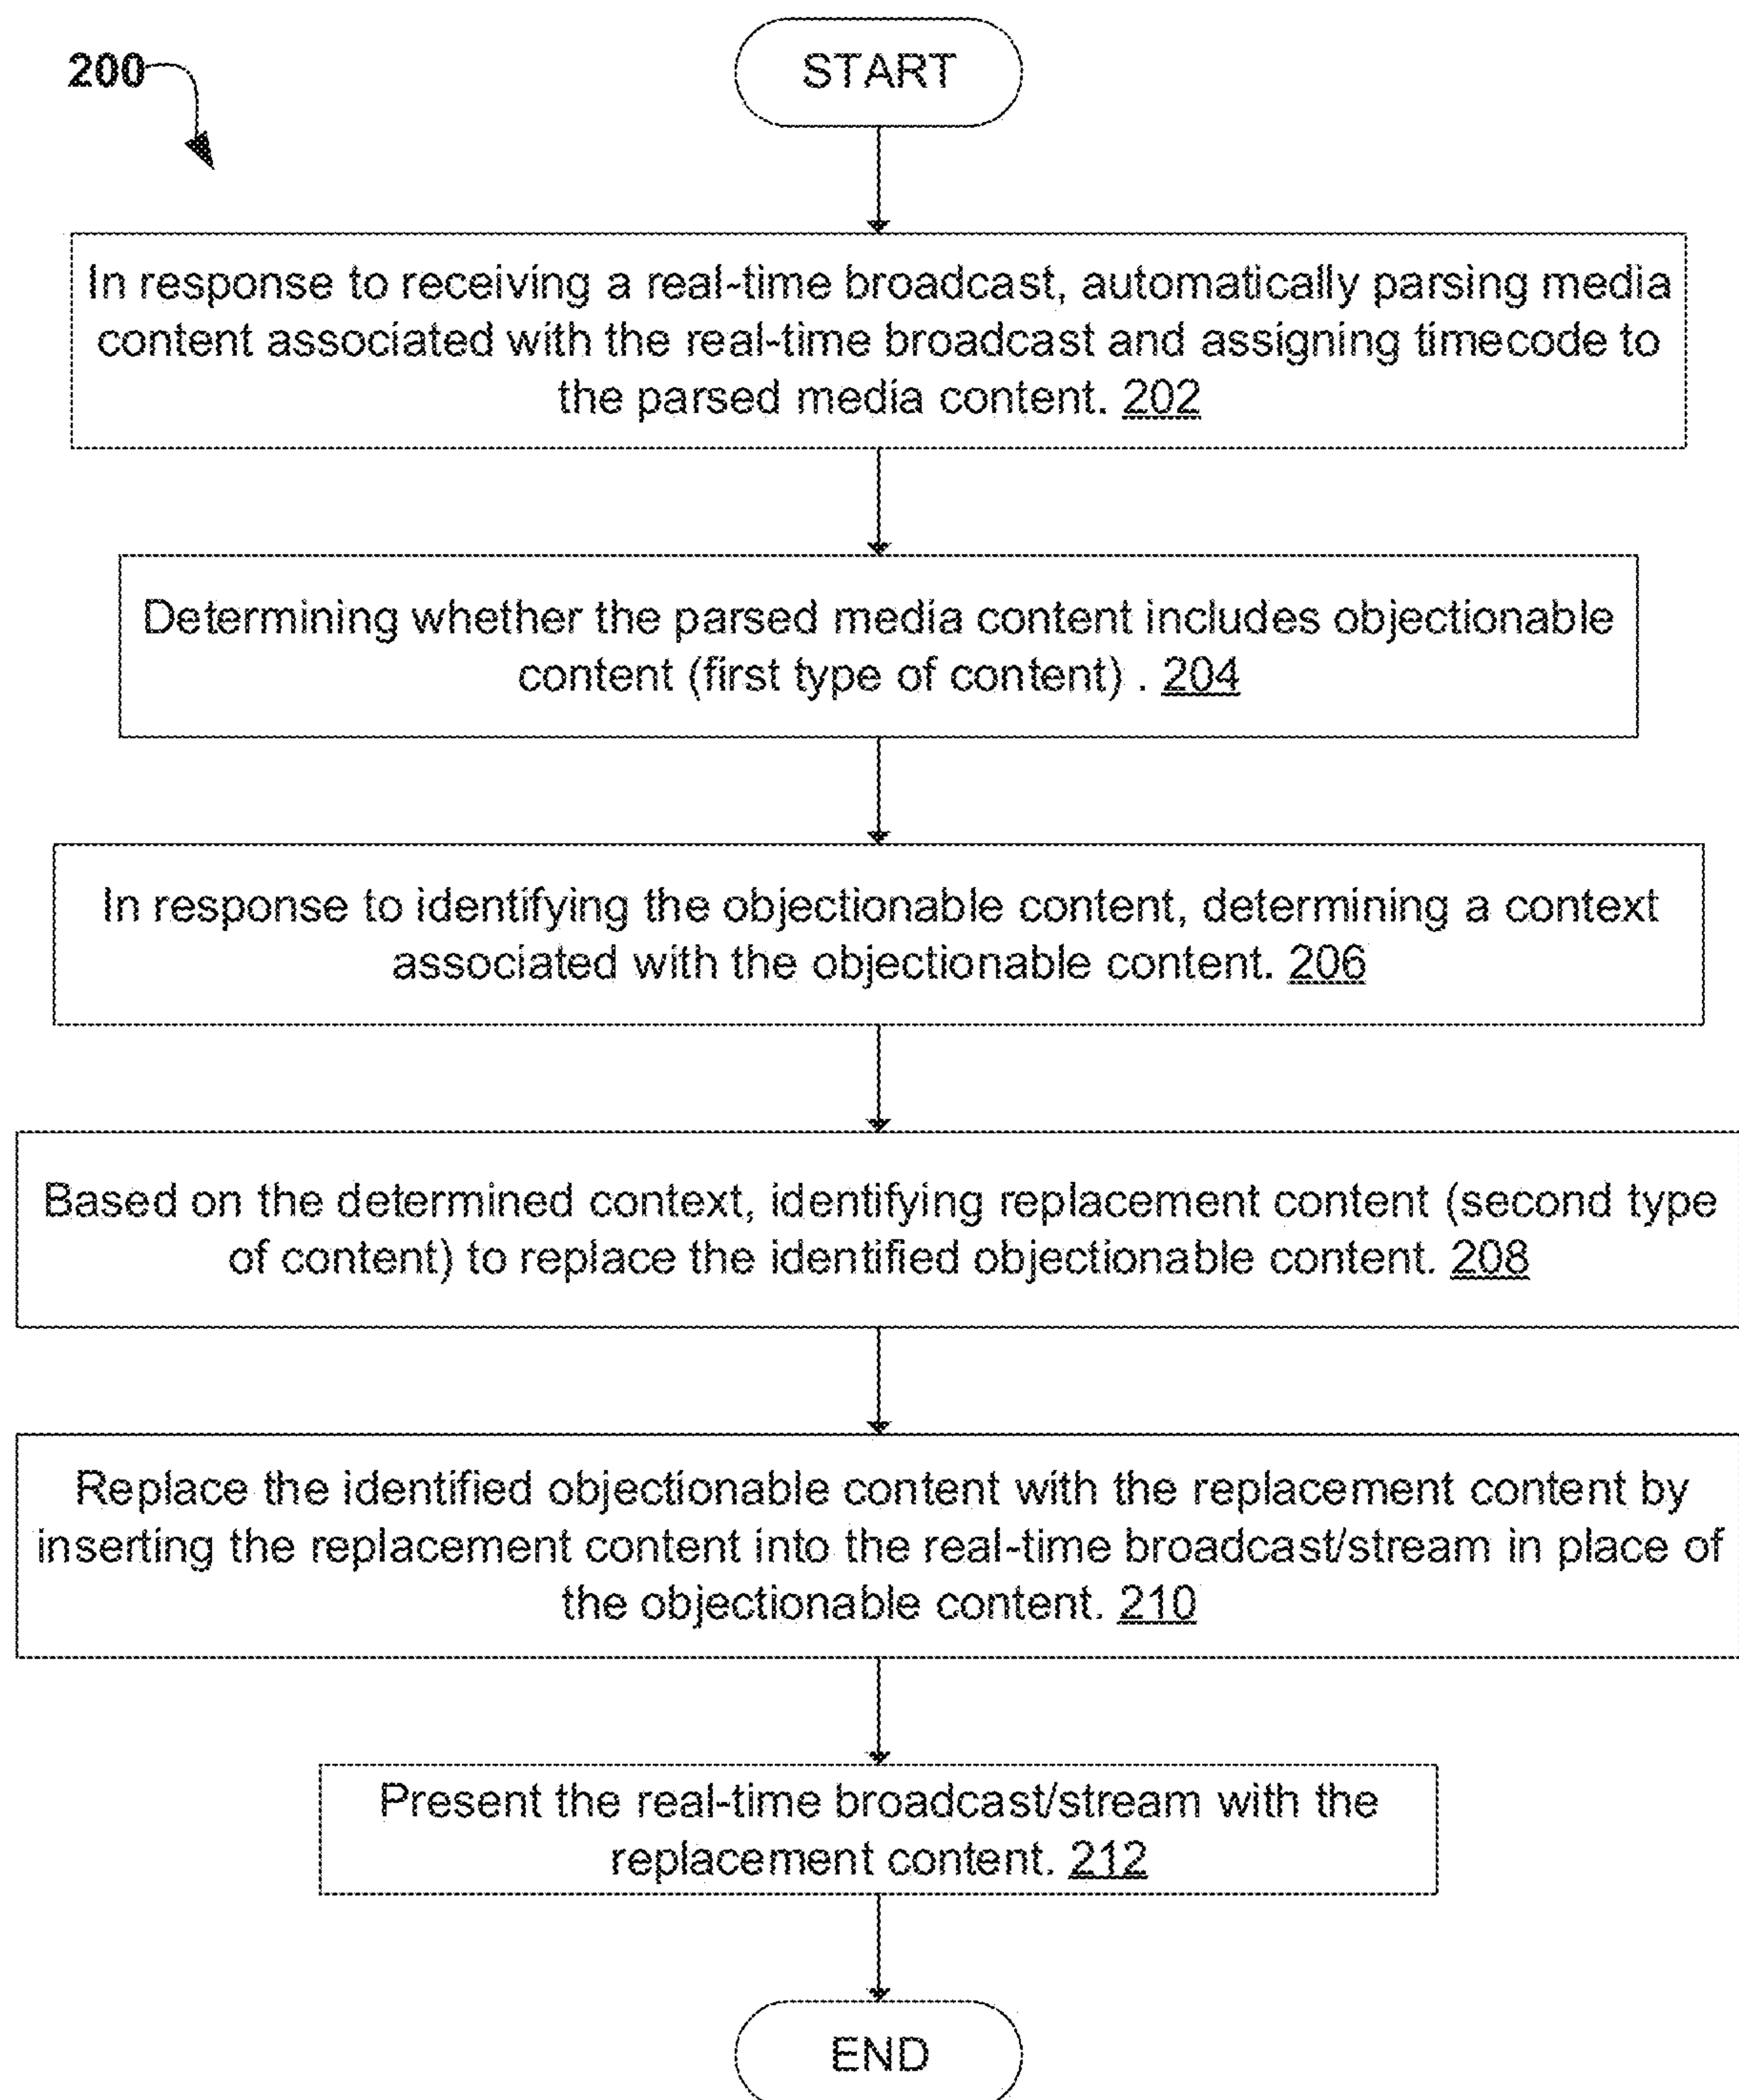 200
START
In response to receiving a real-time broadcast, automatically parsing media
content associated with the real-time broadcast and assigning timecode to
the parsed media content. 202
Determining whether the parsed media content includes objectionable
content (first type of content) . 204
In response to identifying the objectionable content, determining a context
associated with the objectionable content. 206
Based on the determined context, identifying replacement content (second type
of content) to replace the identified objectionable content. 208
Replace the identified objectionable content with the replacement content by
inserting the replacement content into the real-time broadcast/stream in place of
the objectionable content. 210
Present the real-time broadcast/stream with the
replacement content. 212
END